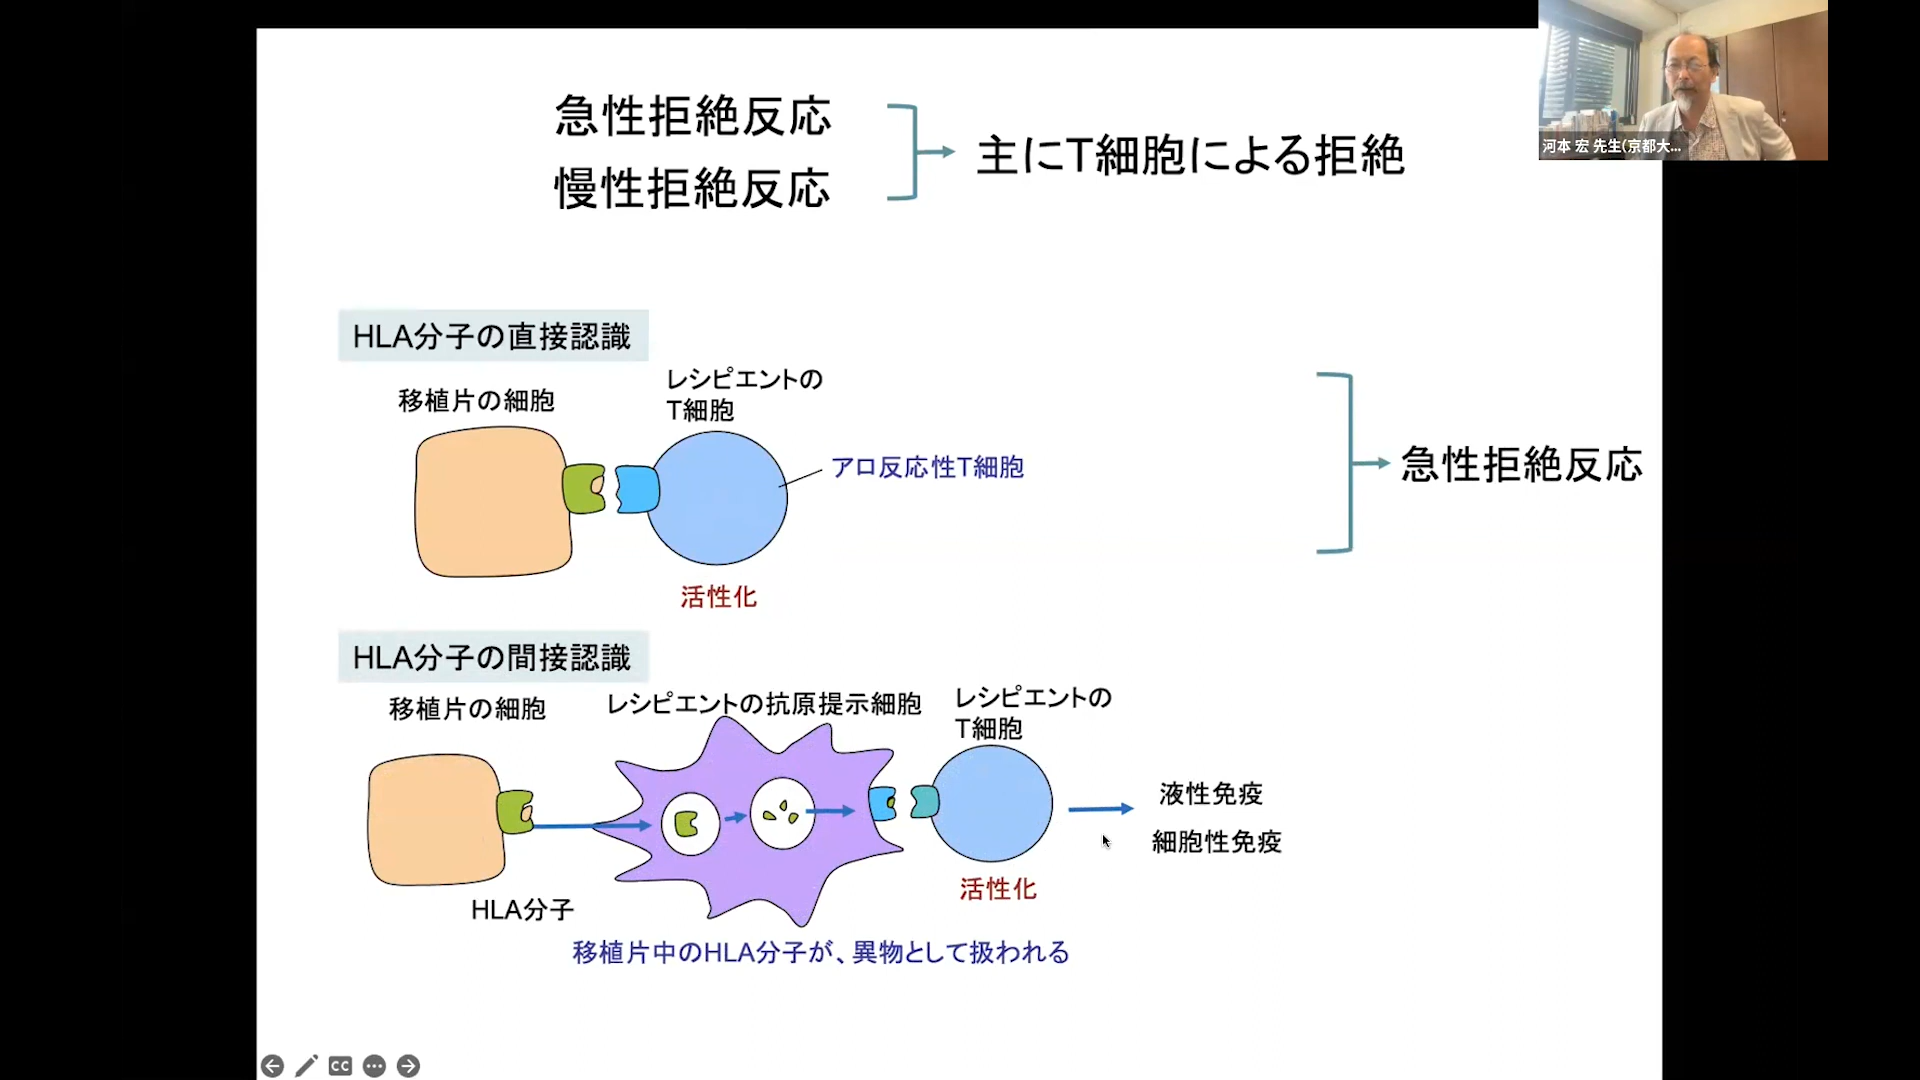 急性拒絶反応
慢性拒絶反応
主にT細胞による拒絶
河本 宏 先生(京都大...
HLA分子の直接認識
移植片の細胞
レシピエントの
T細胞
アロ反応性T細胞
活性化
急性拒絶反応
HLA分子の間接認識
移植片の細胞
レシピエントの抗原提示細胞
レシピエントの
T細胞
液性免疫
細胞性免疫
活性化
HLA分子
移植片中のHLA分子が、異物として扱われる
CC